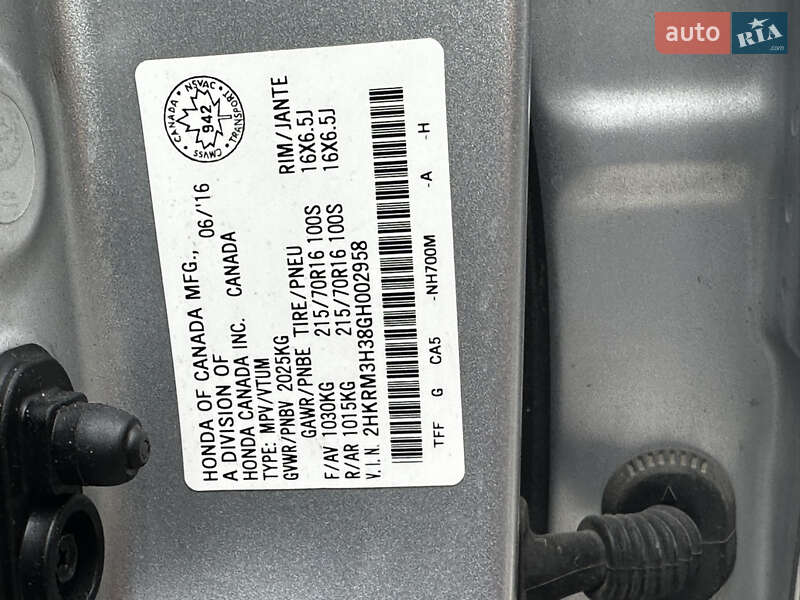 auto RIA
.com
CANADA NSVAC
942
CMVSS TRANSPORT
HONDA OF CANADA MFG., 06/'16
A DIVISION OF
HONDA CANADA INC. CANADA
TYPE: MPV/VTUM
GVWR/PNBV 2025KG
GAWR/PNBE TIRE/PNEU RIM/JANTE
F/AV 1030KG 215/70R16 100S 16X6.5J
R/AR 1015KG 215/70R16 100S 16X6.5J
V.I.N. 2HKRM3H38GH002958
TFF G CA5 -NH700M -A -H